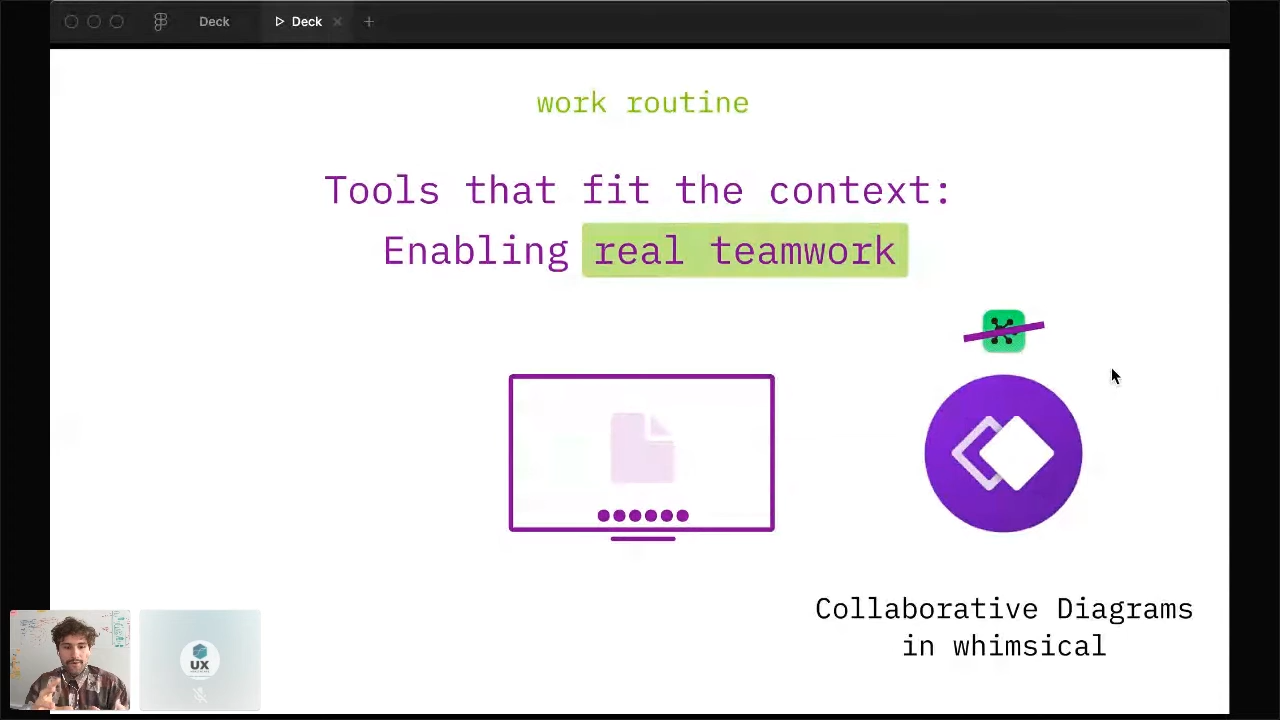 Deck
Deck
work routine
Tools that fit the context:
Enabling real teamwork
Collaborative Diagrams
in whimsical
UX